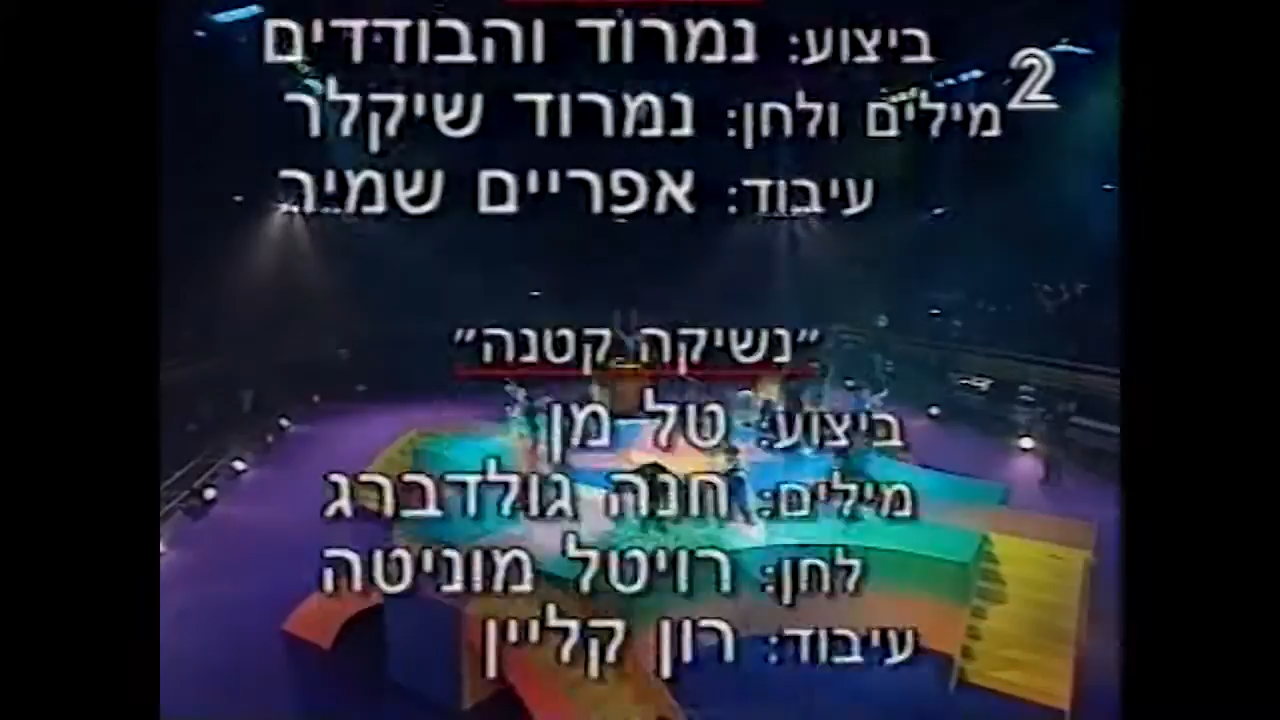 ביצוע: נמרוד והבודדים
2
מילים ולחן: נמרוד שיקלר
עיבוד: אפריים שמיר
״נשיקה קטנה״
ביצוע: טל מן
מילים: חנה גולדברג
לחן: רויטל מוניטה
עיבוד: רון קליין